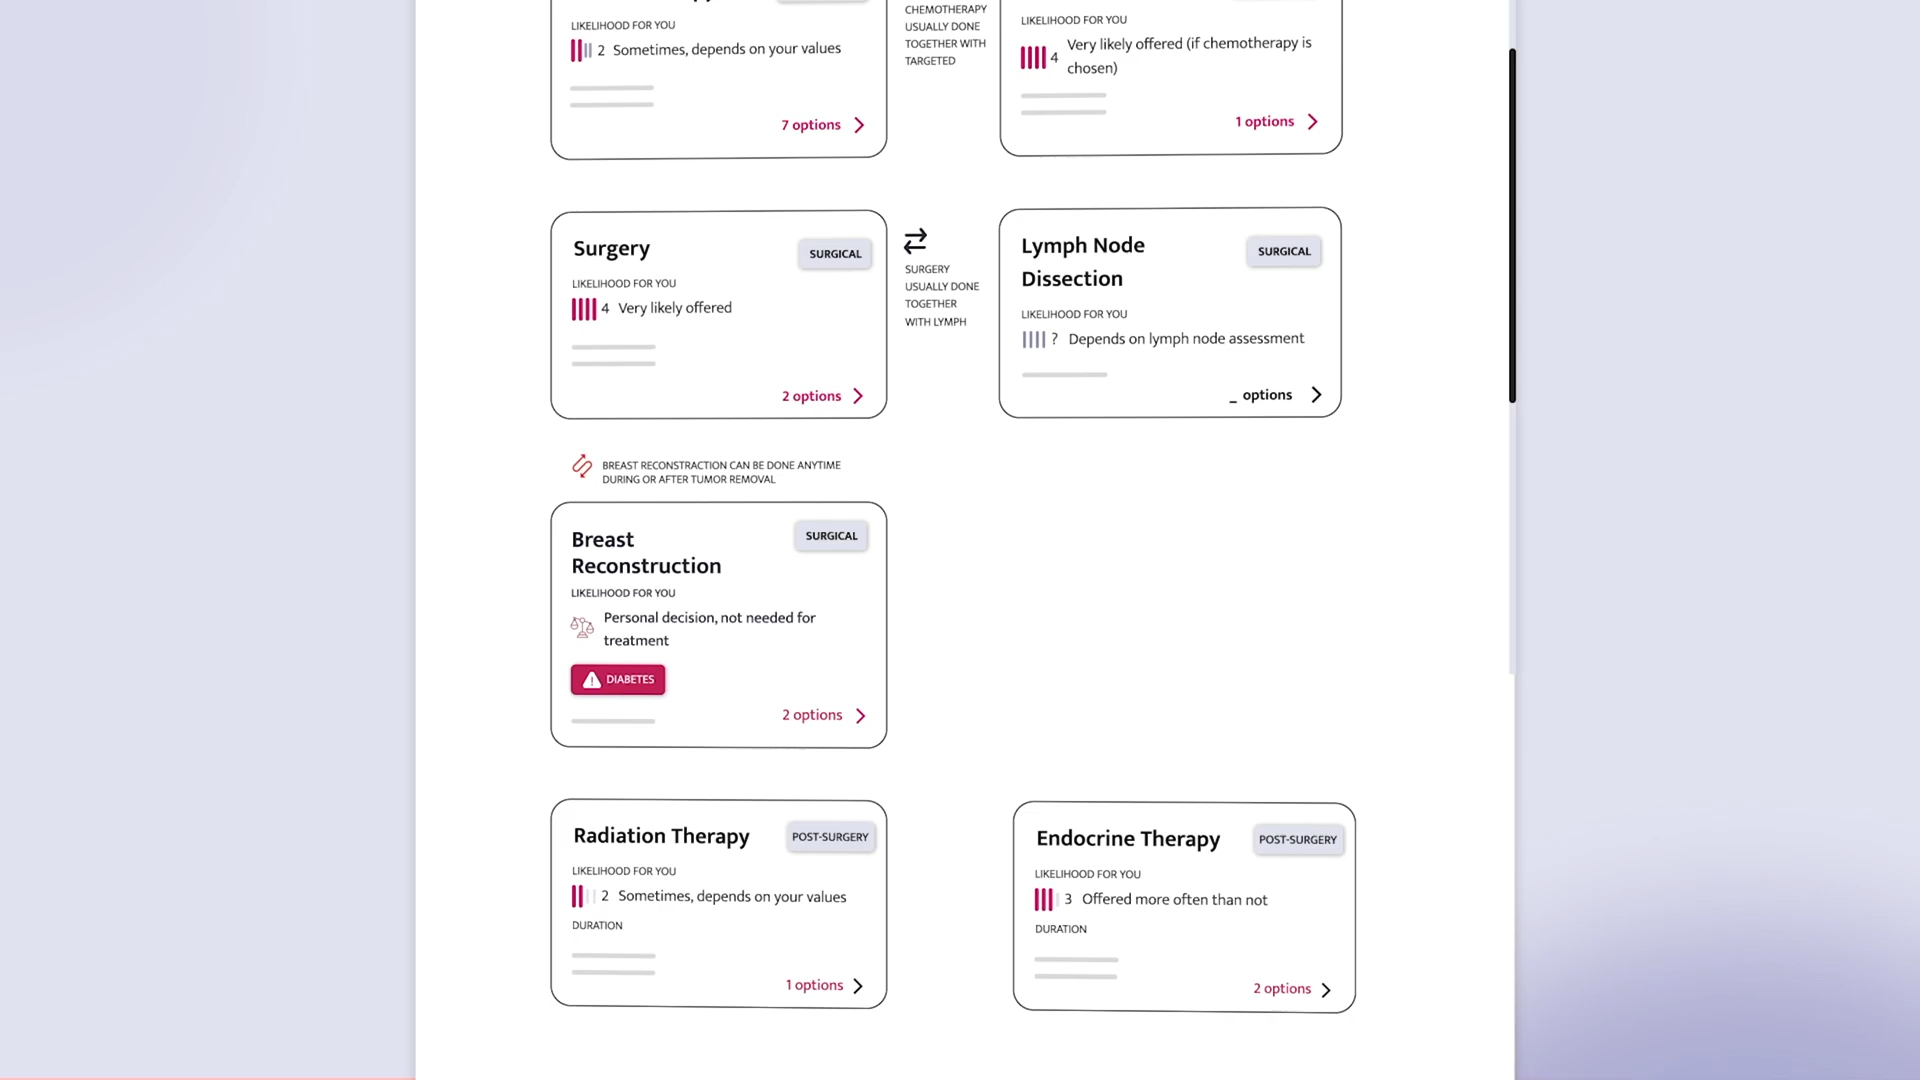 LIKELIHOOD FOR YOU
2 Sometimes, depends on your values
7 options
CHEMOTHERAPY
USUALLY DONE
TOGETHER WITH
TARGETED
LIKELIHOOD FOR YOU
4 Very likely offered (if chemotherapy is
chosen)
1 options
Surgery
SURGICAL
LIKELIHOOD FOR YOU
4 Very likely offered
2 options
SURGERY
USUALLY DONE
TOGETHER
WITH LYMPH
Lymph Node
Dissection
SURGICAL
LIKELIHOOD FOR YOU
? Depends on lymph node assessment
_ options
BREAST RECONSTRACTION CAN BE DONE ANYTIME
DURING OR AFTER TUMOR REMOVAL
Breast
Reconstruction
SURGICAL
LIKELIHOOD FOR YOU
Personal decision, not needed for
treatment
DIABETES
2 options
Radiation Therapy
POST-SURGERY
LIKELIHOOD FOR YOU
2 Sometimes, depends on your values
DURATION
1 options
Endocrine Therapy
POST-SURGERY
LIKELIHOOD FOR YOU
3 Offered more often than not
DURATION
2 options